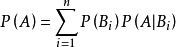 P(A) = \sum_{i=1}^{n} P(B_i) P(A|B_i)